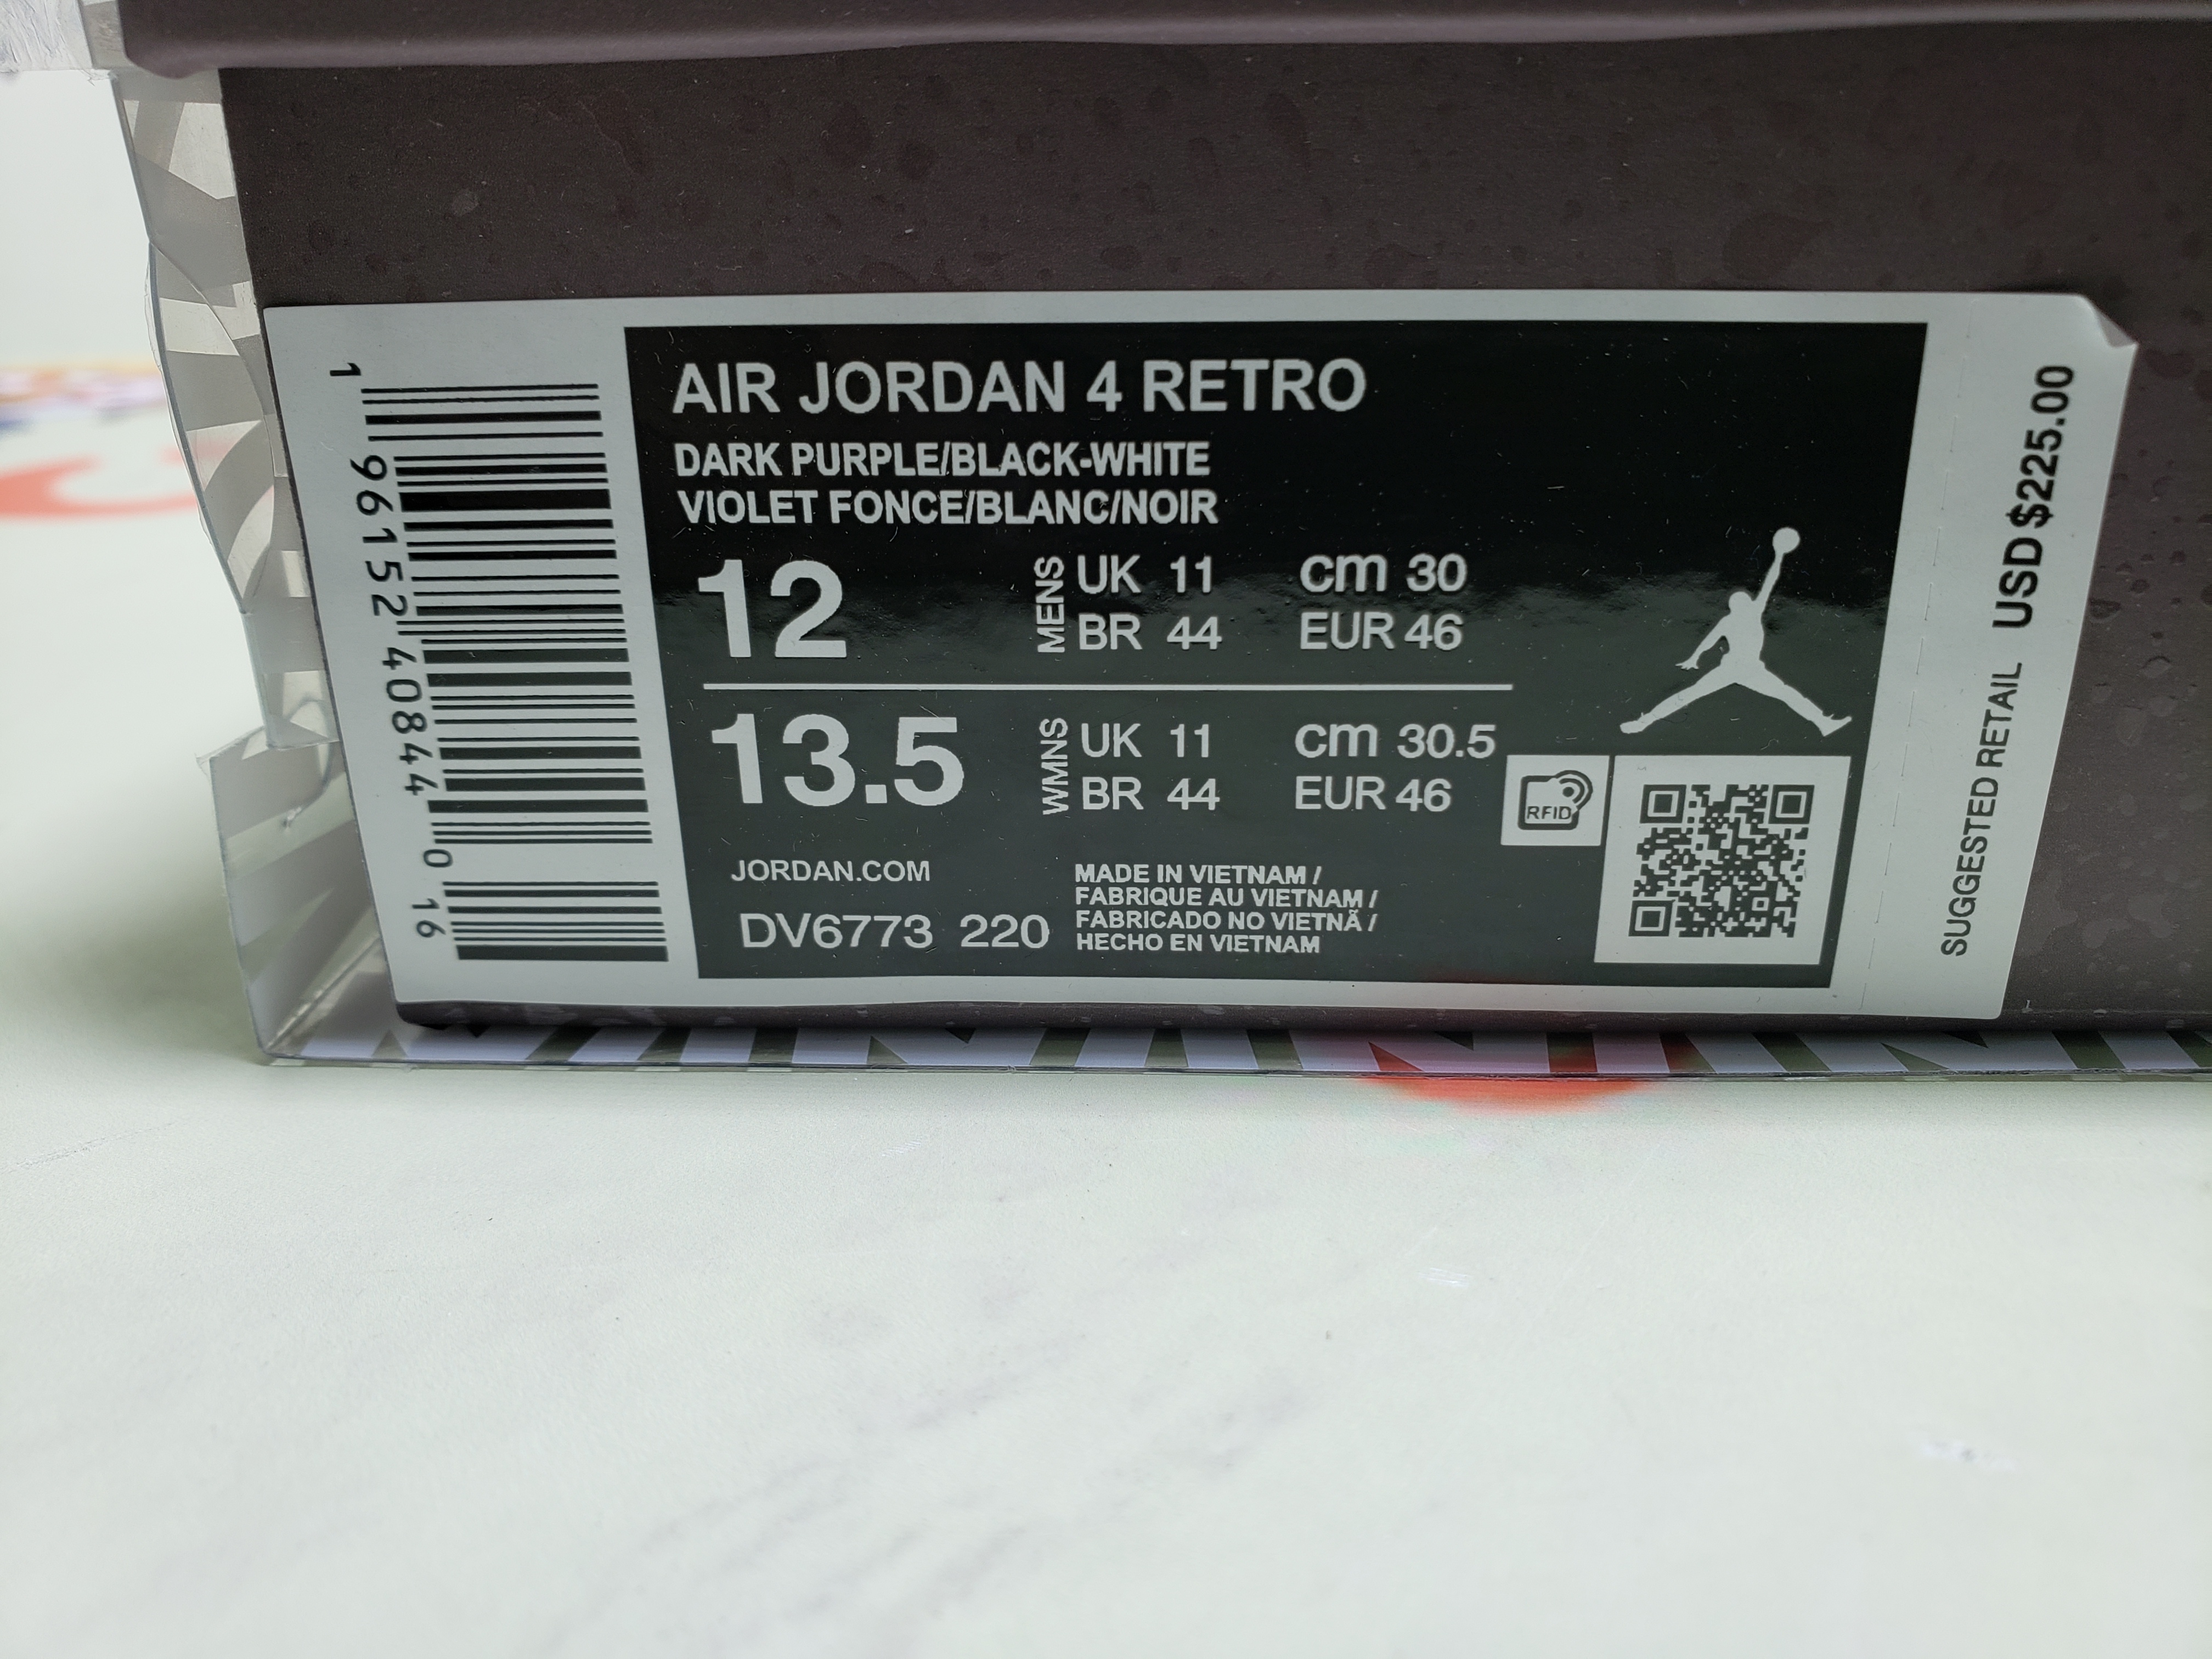 1 96152 40844 0 16
AIR JORDAN 4 RETRO
DARK PURPLE/BLACK-WHITE
VIOLET FONCE/BLANC/NOIR
12 MENS UK 11 cm 30
BR 44 EUR 46
13.5 WMNS UK 11 cm 30.5
BR 44 EUR 46
RFID
JORDAN.COM
DV6773 220
MADE IN VIETNAM /
FABRIQUE AU VIETNAM /
FABRICADO NO VIETNÃ /
HECHO EN VIETNAM
SUGGESTED RETAIL USD $225.00